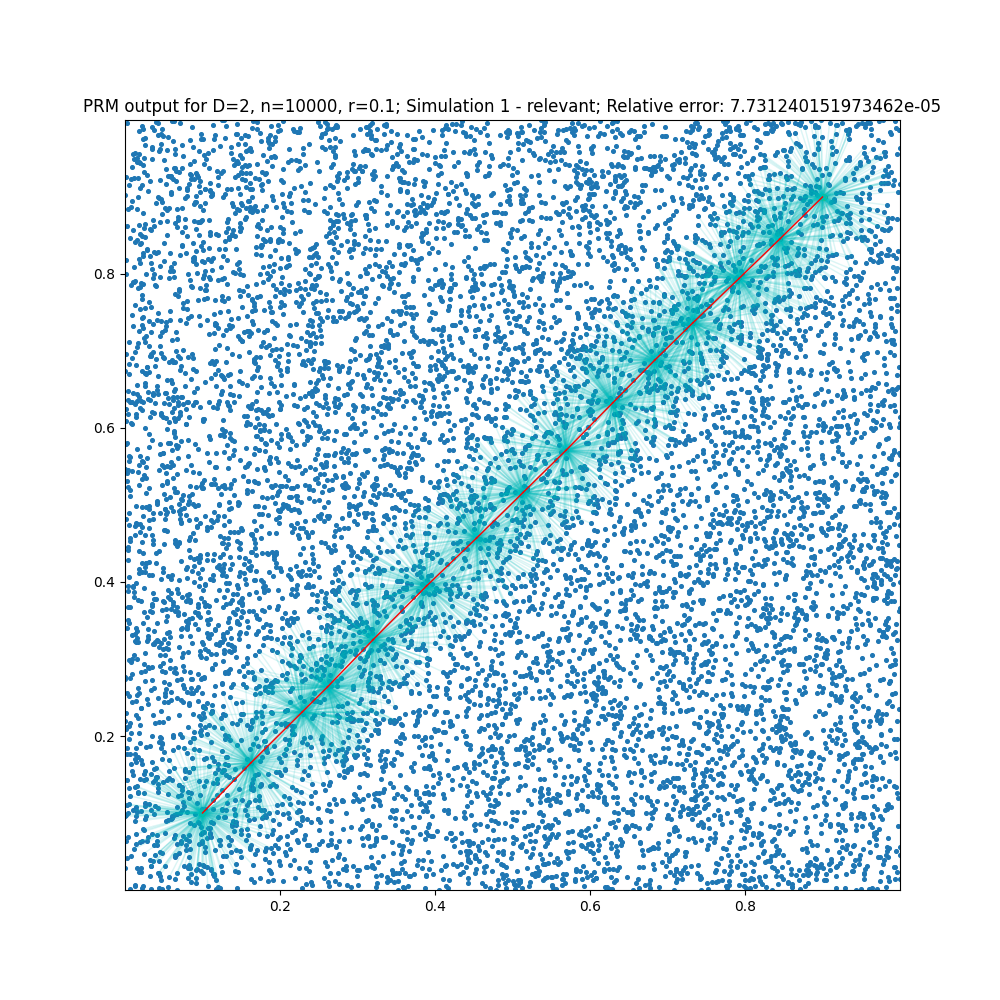 PRM output for D=2, n=10000, r=0.1; Simulation 1 - relevant; Relative error: 7.731240151973462e-05
0.8
0.6
0.4
0.2
0.2 0.4 0.6 0.8